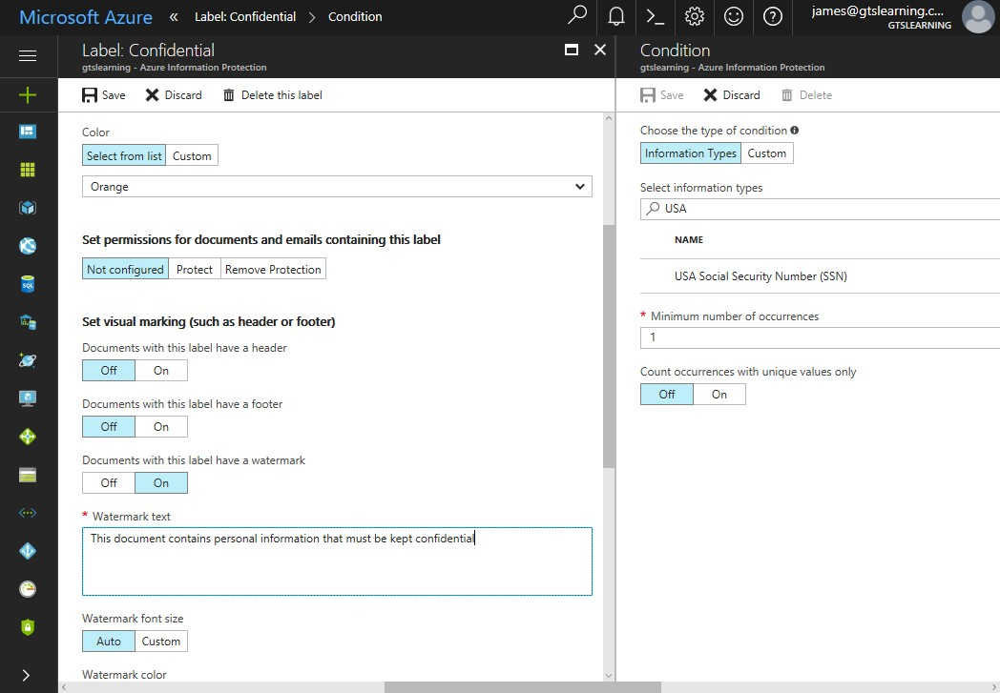 Microsoft Azure « Label: Confidential > Condition
james@gtslearning.c...
GTSLEARNING
Label: Confidential
gtslearning - Azure Information Protection
Save Discard Delete this label
Color
Select from list Custom
Orange
Set permissions for documents and emails containing this label
Not configured Protect Remove Protection
Set visual marking (such as header or footer)
Documents with this label have a header
Off On
Documents with this label have a footer
Off On
Documents with this label have a watermark
Off On
* Watermark text
This document contains personal information that must be kept confidential
Watermark font size
Auto Custom
Watermark color
Condition
gtslearning - Azure Information Protection
Save Discard Delete
Choose the type of condition
Information Types Custom
Select information types
USA
NAME
USA Social Security Number (SSN)
* Minimum number of occurrences
1
Count occurrences with unique values only
Off On
SQL